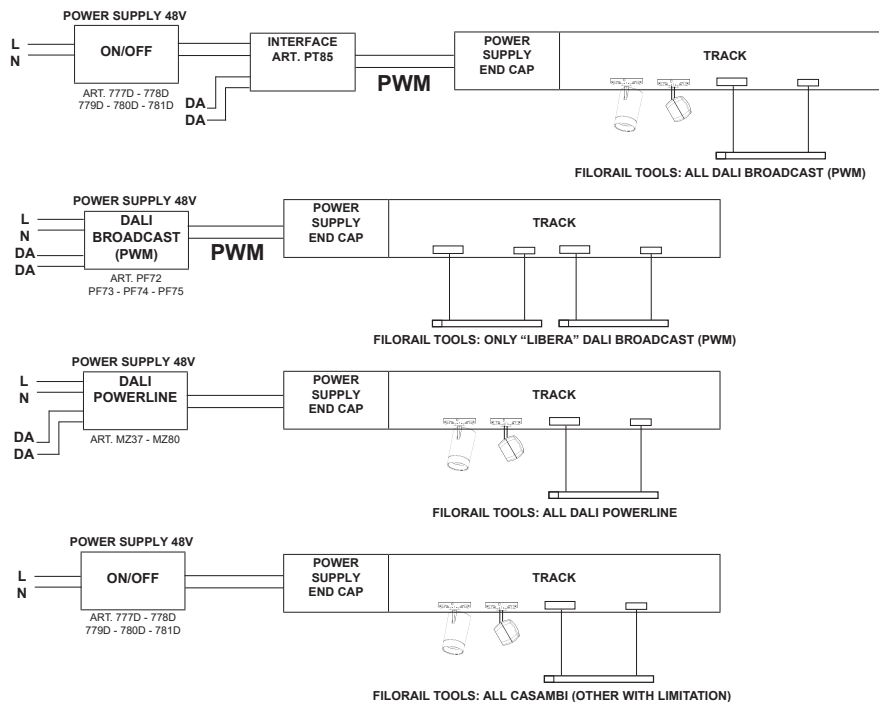 POWER SUPPLY 48V
L
N
ON/OFF
ART. 777D - 778D
779D - 780D - 781D
DA
DA
INTERFACE
ART. PT85
PWM
POWER
SUPPLY
END CAP
TRACK
FILORAIL TOOLS: ALL DALI BROADCAST (PWM)
POWER SUPPLY 48V
L
N
DA
DA
DALI
BROADCAST
(PWM)
ART. PF72
PF73 - PF74 - PF75
PWM
POWER
SUPPLY
END CAP
TRACK
FILORAIL TOOLS: ONLY “LIBERA” DALI BROADCAST (PWM)
POWER SUPPLY 48V
L
N
DA
DA
DALI
POWERLINE
ART. MZ37 - MZ80
POWER
SUPPLY
END CAP
TRACK
FILORAIL TOOLS: ALL DALI POWERLINE
POWER SUPPLY 48V
L
N
ON/OFF
ART. 777D - 778D
779D - 780D - 781D
POWER
SUPPLY
END CAP
TRACK
FILORAIL TOOLS: ALL CASAMBI (OTHER WITH LIMITATION)